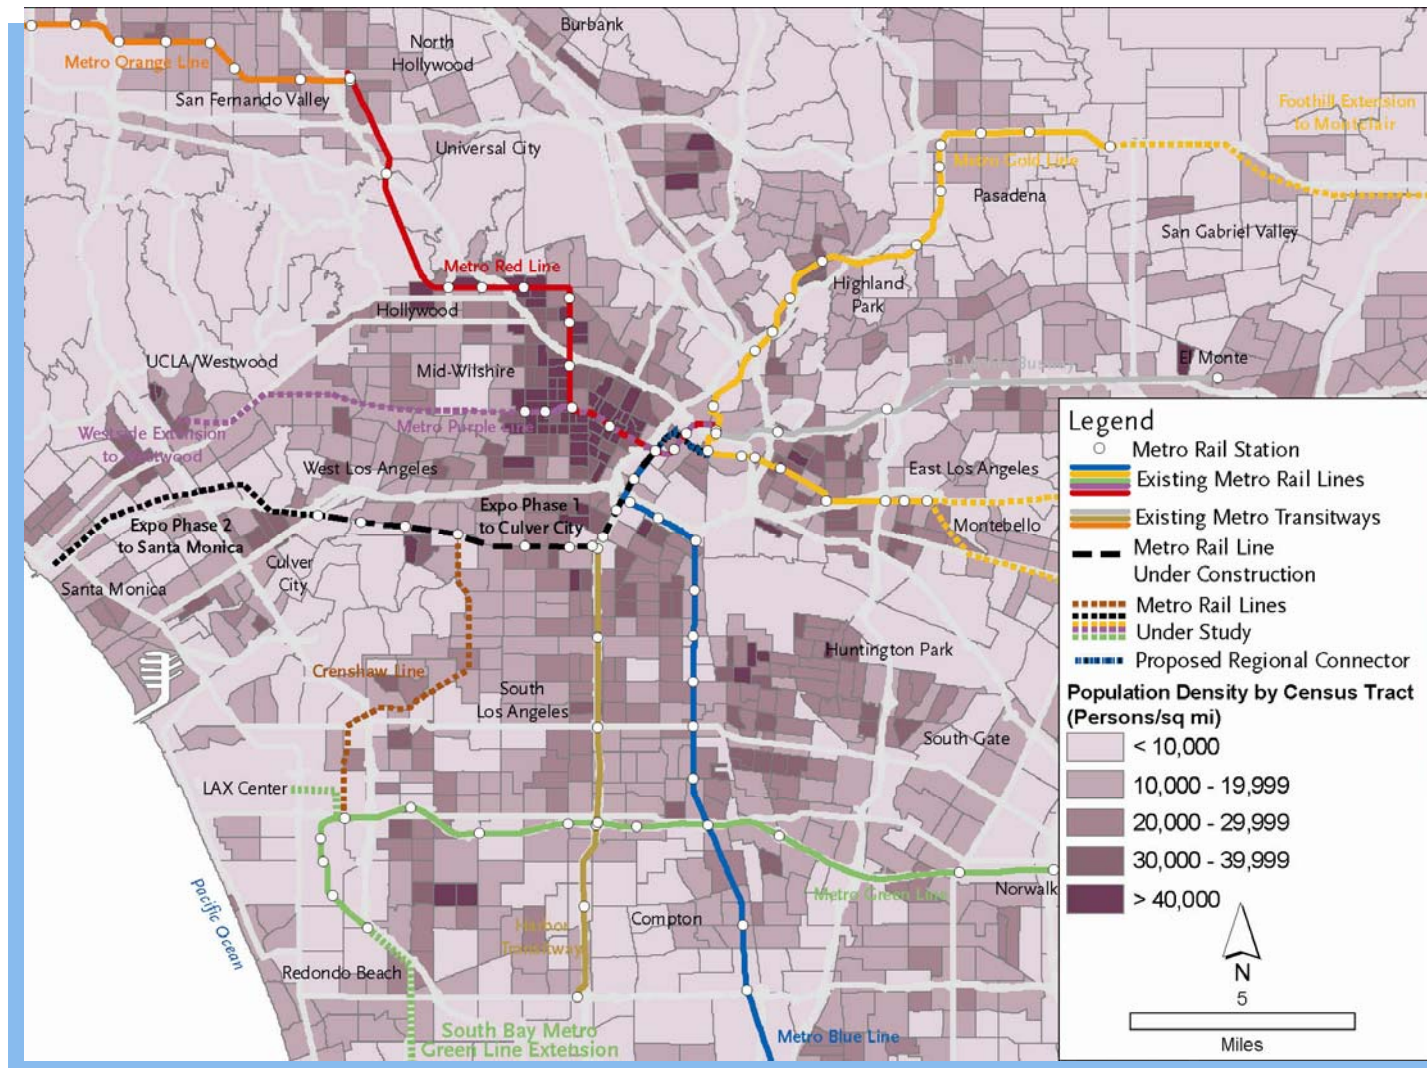 Burbank
North
Hollywood
Metro Orange Line
San Fernando Valley
Foothill Extension
to Montclair
Universal City
Metro Gold Line
Pasadena
San Gabriel Valley
Metro Red Line
Highland
Park
Hollywood
UCLA/Westwood
Mid-Wilshire
El Monte Busway
El Monte
Metro Purple Line
Westside Extension
to Westwood
West Los Angeles
East Los Angeles
Expo Phase 1
to Culver City
Expo Phase 2
to Santa Monica
Montebello
Culver
City
Santa Monica
Huntington Park
Crenshaw Line
South
Los Angeles
South Gate
LAX Center
Metro Green Line
Norwalk
Pacific Ocean
Compton
Harbor
Transitway
Redondo Beach
South Bay Metro
Green Line Extension
Metro Blue Line
Legend
Metro Rail Station
Existing Metro Rail Lines
Existing Metro Transitways
Metro Rail Line
Under Construction
Metro Rail Lines
Under Study
Proposed Regional Connector
Population Density by Census Tract
(Persons/sq mi)
< 10,000
10,000 - 19,999
20,000 - 29,999
30,000 - 39,999
> 40,000
N
5
Miles